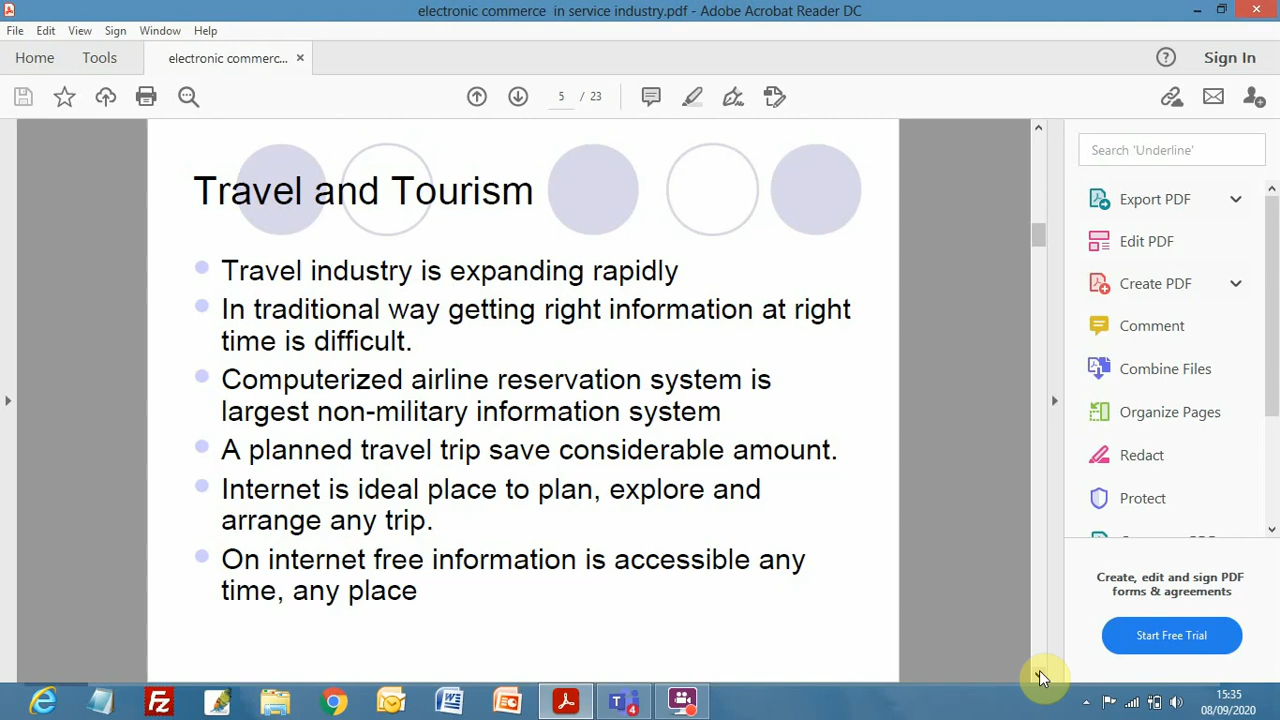 electronic commerce in service industry.pdf - Adobe Acrobat Reader DC
File Edit View Sign Window Help
Home Tools electronic commerc... × Sign In
5 / 23
Search 'Underline'
Travel and Tourism
Travel industry is expanding rapidly
In traditional way getting right information at right
time is difficult.
Computerized airline reservation system is
largest non-military information system
A planned travel trip save considerable amount.
Internet is ideal place to plan, explore and
arrange any trip.
On internet free information is accessible any
time, any place
Export PDF
Edit PDF
Create PDF
Comment
Combine Files
Organize Pages
Redact
Protect
Create, edit and sign PDF
forms & agreements
Start Free Trial
4
15:35
08/09/2020